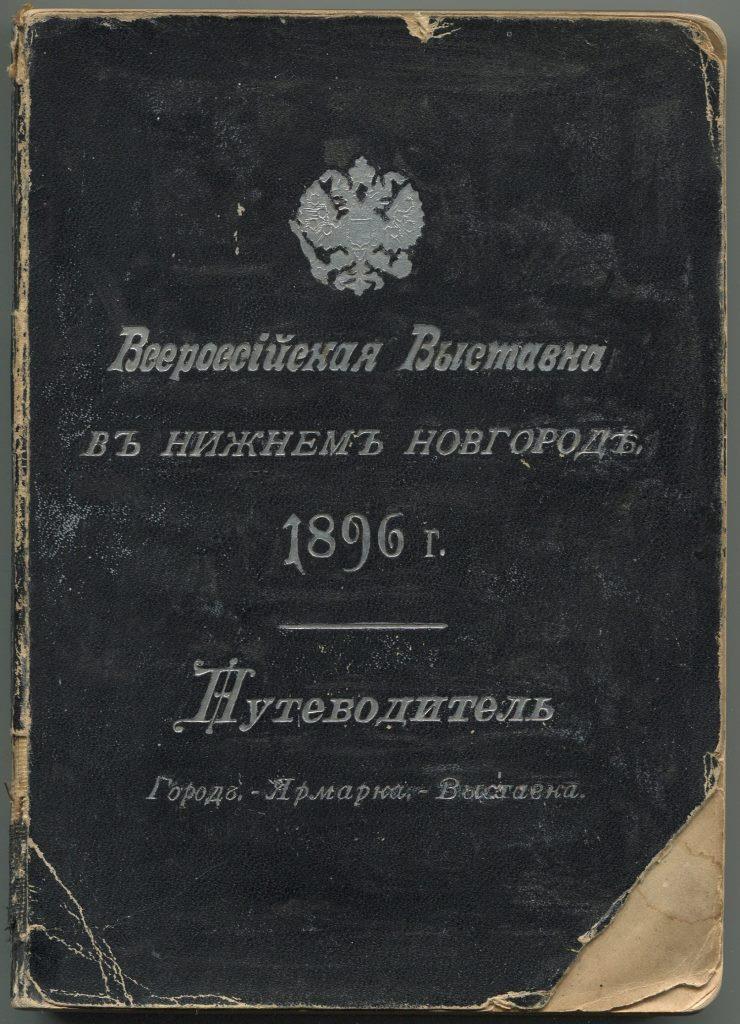 Всероссійская Выставка
ВЪ НИЖНЕМЪ НОВГОРОДѢ,
1896 г.
Путеводитель
Городъ. - Ярмарка. - Выставка.